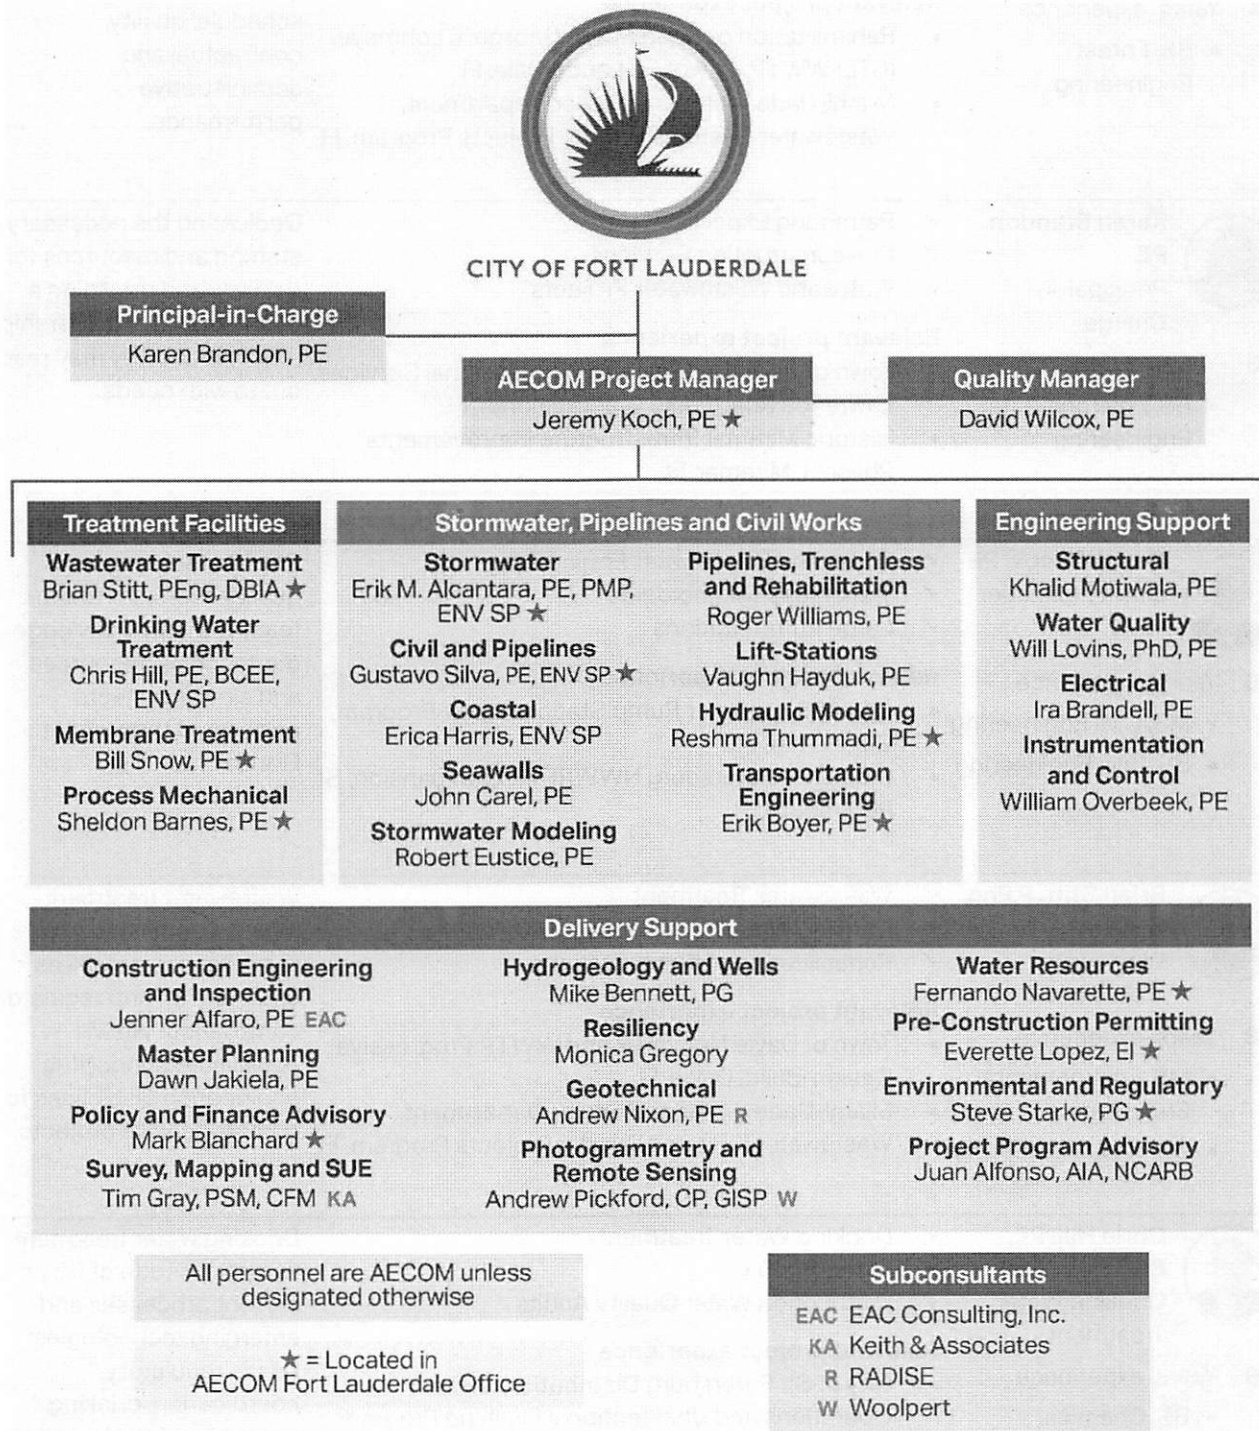 CITY OF FORT LAUDERDALE
Principal-in-Charge
Karen Brandon, PE
AECOM Project Manager
Jeremy Koch, PE ★
Quality Manager
David Wilcox, PE
Treatment Facilities
Wastewater Treatment
Brian Stitt, PEng, DBIA ★
Drinking Water
Treatment
Chris Hill, PE, BCEE,
ENV SP
Membrane Treatment
Bill Snow, PE ★
Process Mechanical
Sheldon Barnes, PE ★
Stormwater, Pipelines and Civil Works
Stormwater
Erik M. Alcantara, PE, PMP,
ENV SP ★
Civil and Pipelines
Gustavo Silva, PE, ENV SP ★
Coastal
Erica Harris, ENV SP
Seawalls
John Carel, PE
Stormwater Modeling
Robert Eustice, PE
Pipelines, Trenchless
and Rehabilitation
Roger Williams, PE
Lift-Stations
Vaughn Hayduk, PE
Hydraulic Modeling
Reshma Thummadi, PE ★
Transportation
Engineering
Erik Boyer, PE ★
Engineering Support
Structural
Khalid Motiwala, PE
Water Quality
Will Lovins, PhD, PE
Electrical
Ira Brandell, PE
Instrumentation
and Control
William Overbeek, PE
Delivery Support
Construction Engineering
and Inspection
Jenner Alfaro, PE EAC
Master Planning
Dawn Jakiela, PE
Policy and Finance Advisory
Mark Blanchard ★
Survey, Mapping and SUE
Tim Gray, PSM, CFM KA
Hydrogeology and Wells
Mike Bennett, PG
Resiliency
Monica Gregory
Geotechnical
Andrew Nixon, PE R
Photogrammetry and
Remote Sensing
Andrew Pickford, CP, GISP W
Water Resources
Fernando Navarette, PE ★
Pre-Construction Permitting
Everette Lopez, EI ★
Environmental and Regulatory
Steve Starke, PG ★
Project Program Advisory
Juan Alfonso, AIA, NCARB
All personnel are AECOM unless
designated otherwise
★ = Located in
AECOM Fort Lauderdale Office
Subconsultants
EAC EAC Consulting, Inc.
KA Keith & Associates
R RADISE
W Woolpert